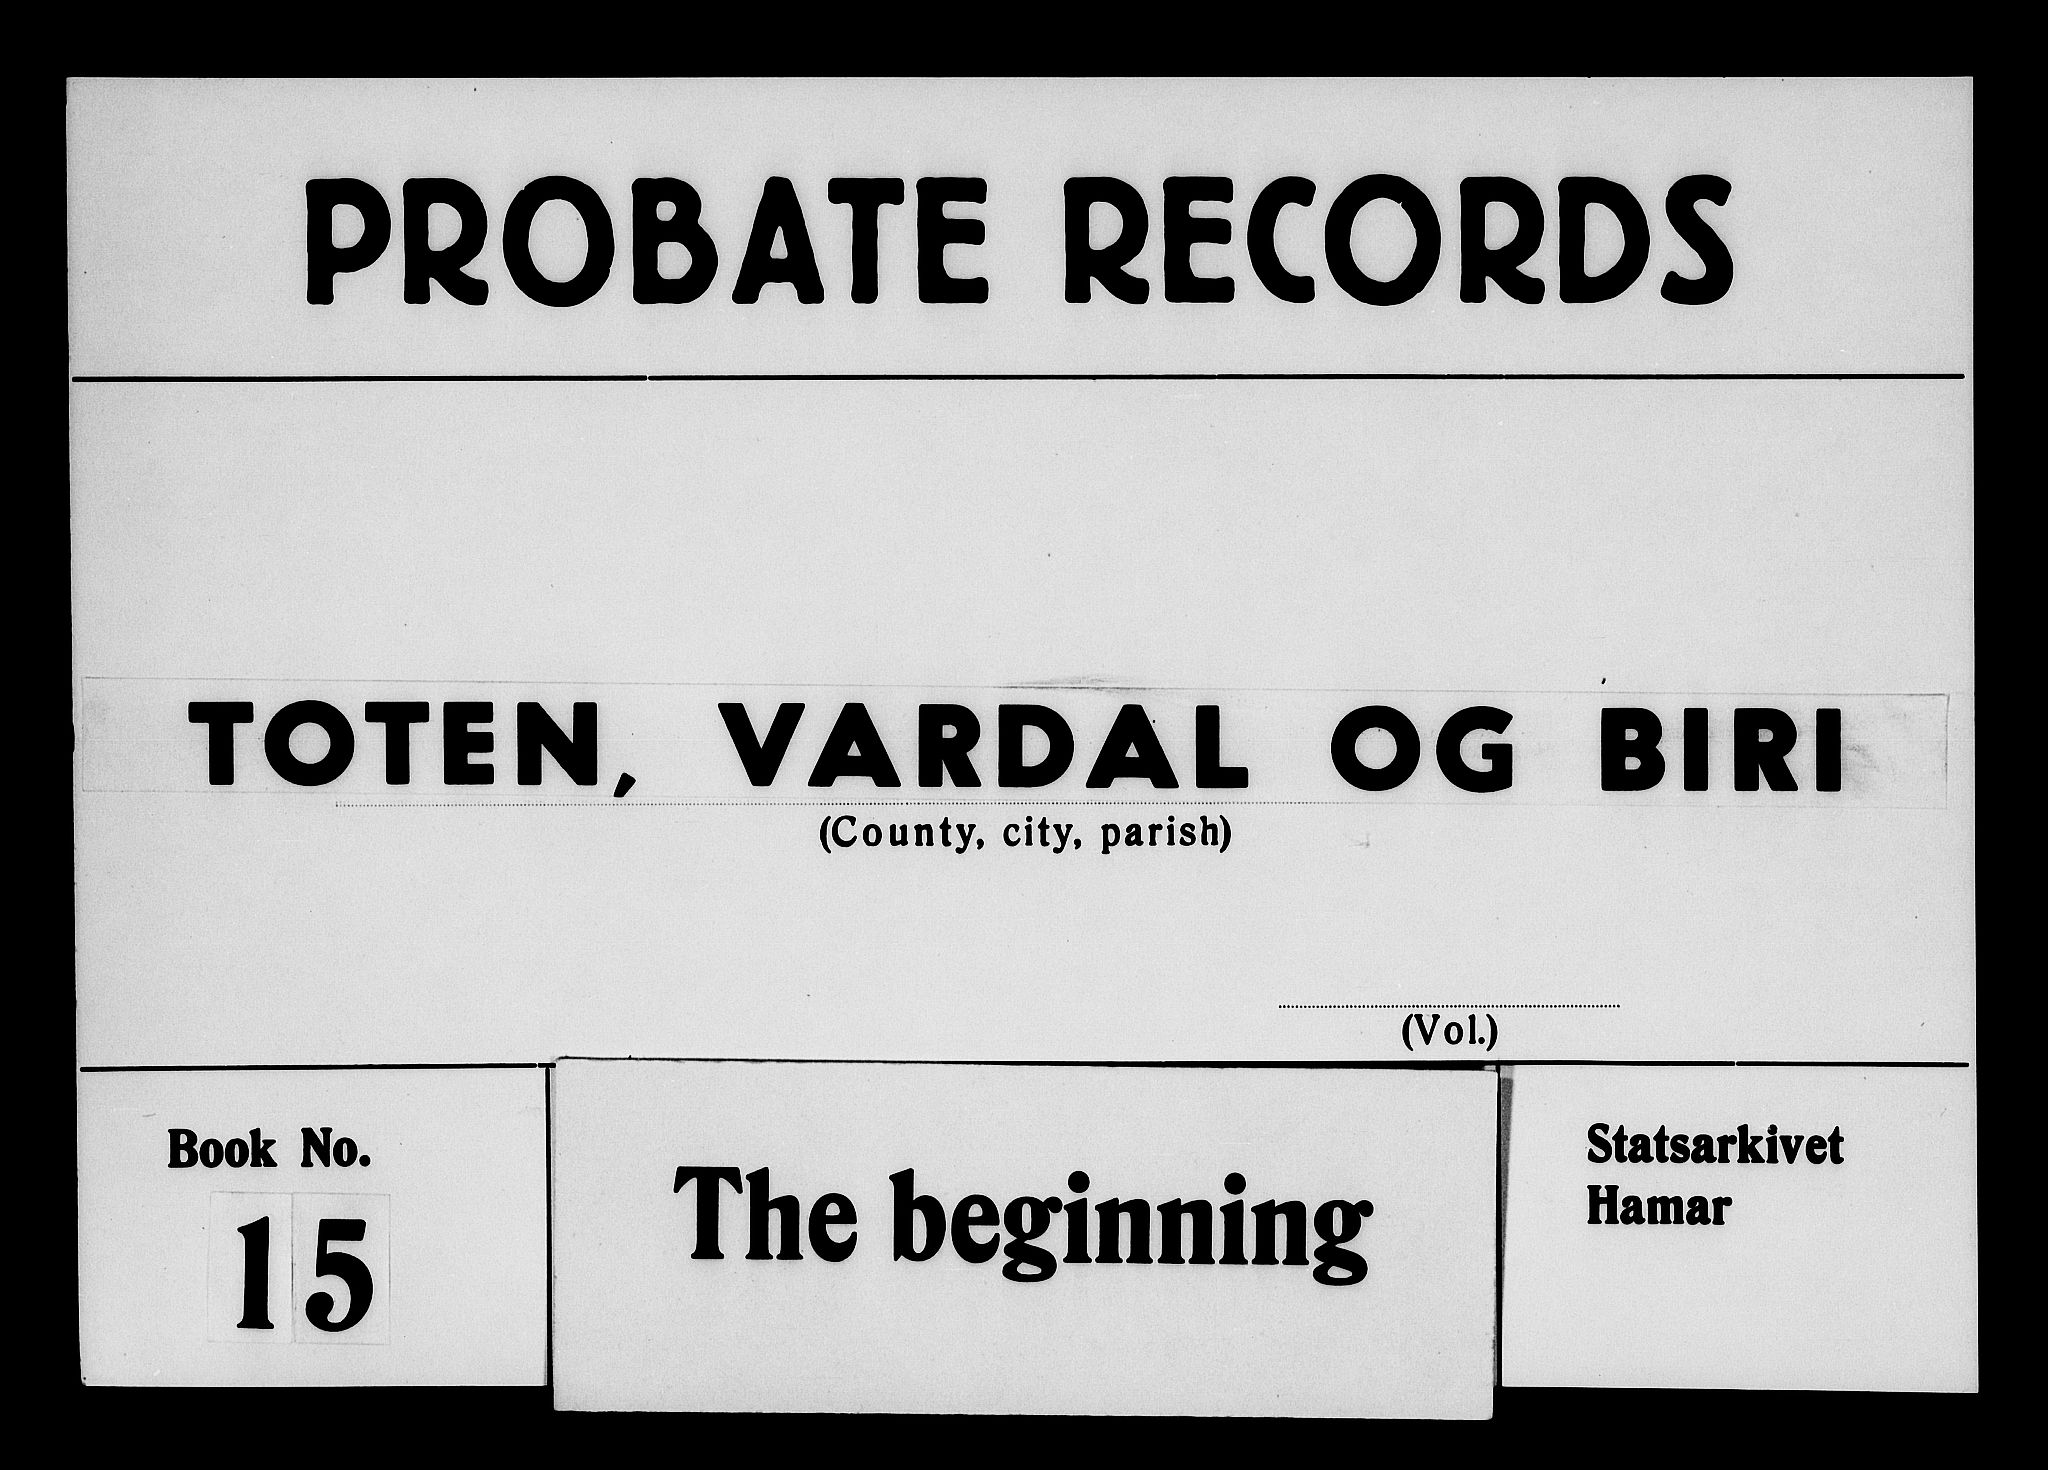 PROBATE RECORDS
TOTEN, VARDAL OG BIRI
(County, city, parish)
(Vol.)
Book No.
15
The beginning
Statsarkivet
Hamar